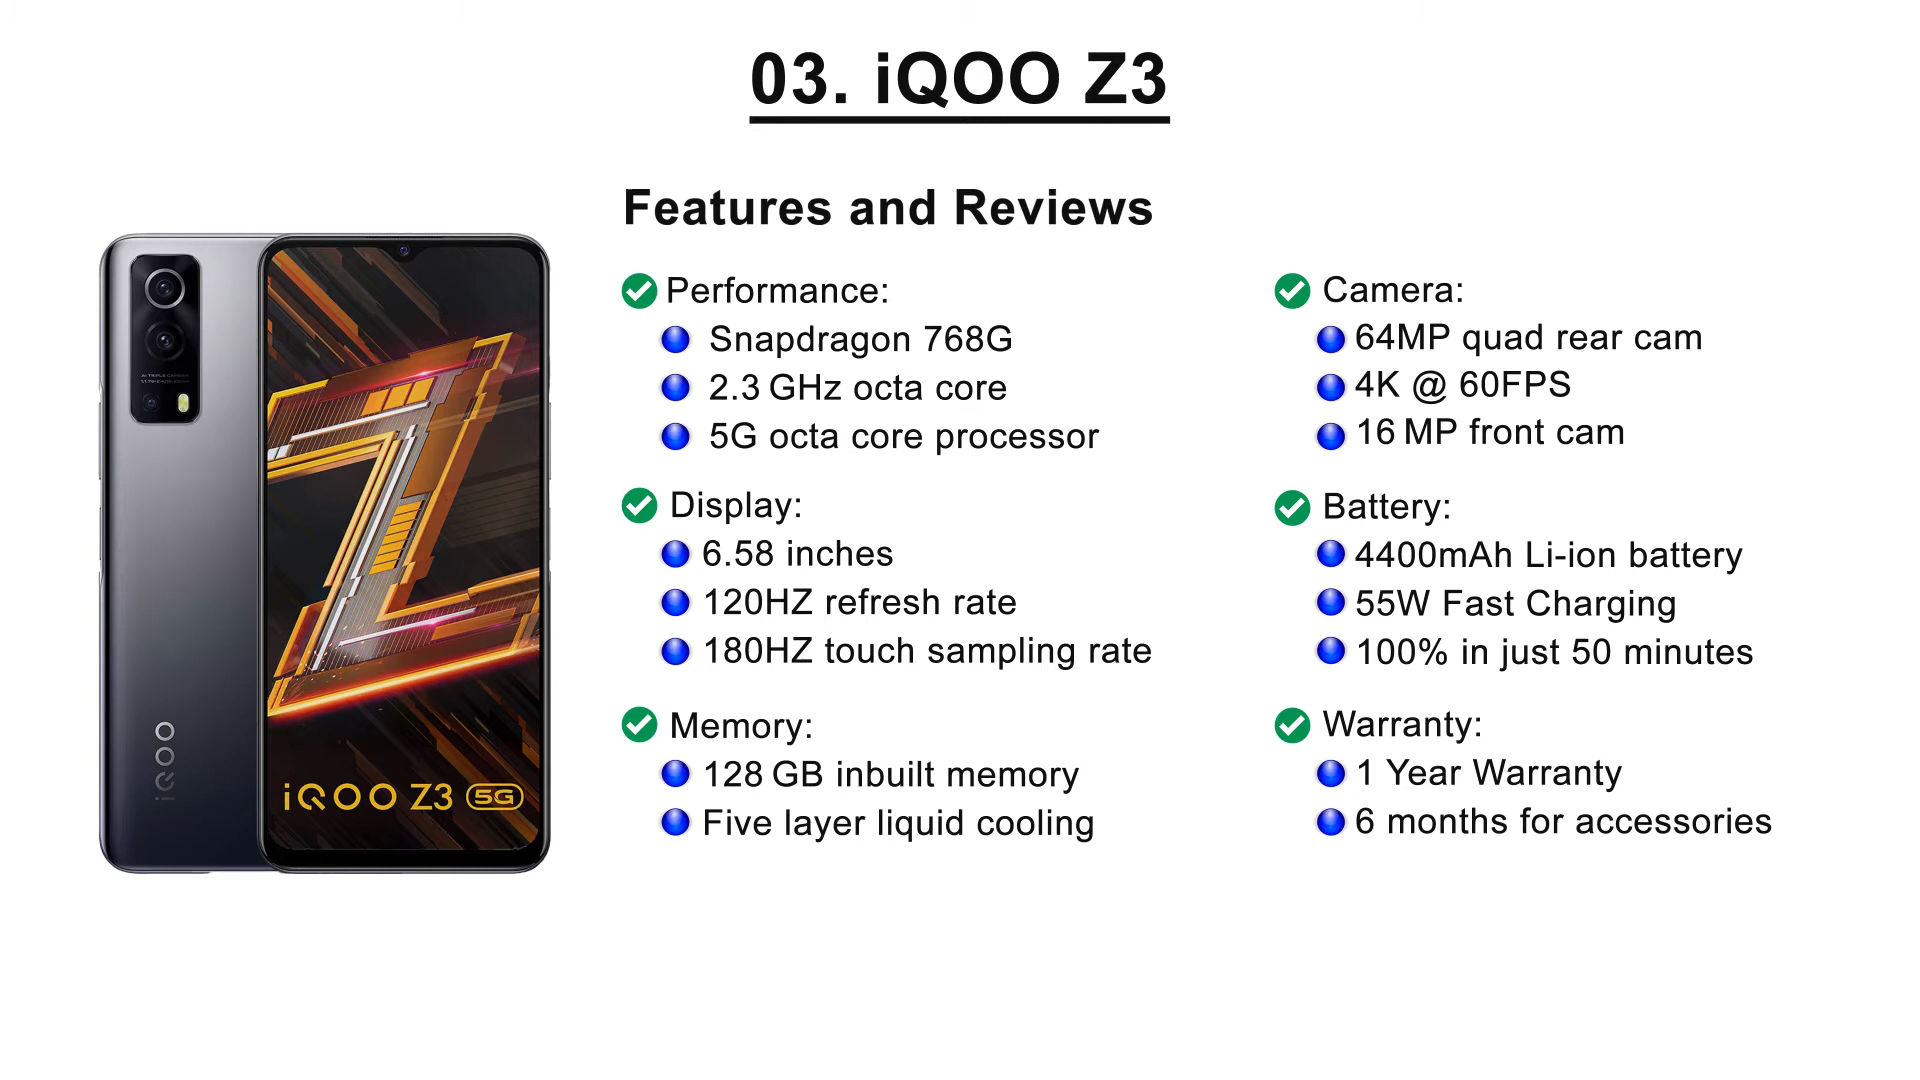 03. iQOO Z3
Features and Reviews
Performance:
Snapdragon 768G
2.3 GHz octa core
5G octa core processor
Display:
6.58 inches
120HZ refresh rate
180HZ touch sampling rate
Memory:
128 GB inbuilt memory
Five layer liquid cooling
Camera:
64MP quad rear cam
4K @ 60FPS
16 MP front cam
Battery:
4400mAh Li-ion battery
55W Fast Charging
100% in just 50 minutes
Warranty:
1 Year Warranty
6 months for accessories
AI TRIPLE CAMERA
iQOO
iQOO Z3 5G